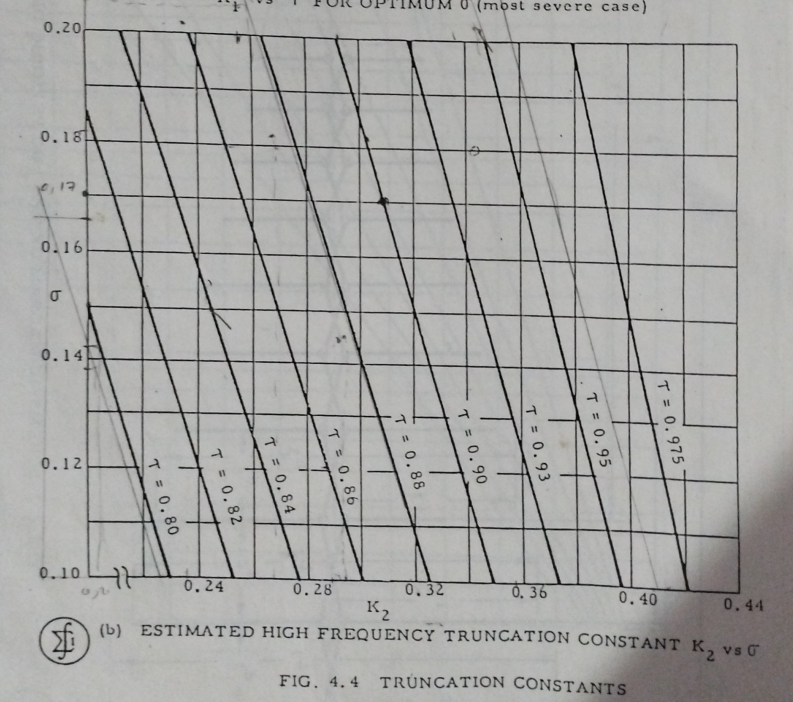 vs T FOR OPTIMUM θ (most severe case)
0.20
0.18
0.17
0.16
σ
0.14
0.12
0.10
T = 0.80
T = 0.82
T = 0.84
T = 0.86
T = 0.88
T = 0.90
T = 0.93
T = 0.95
T = 0.975
0.24
0.28
0.32
0.36
0.40
0.44
K2
(b) ESTIMATED HIGH FREQUENCY TRUNCATION CONSTANT K2 vs σ
FIG. 4.4 TRUNCATION CONSTANTS